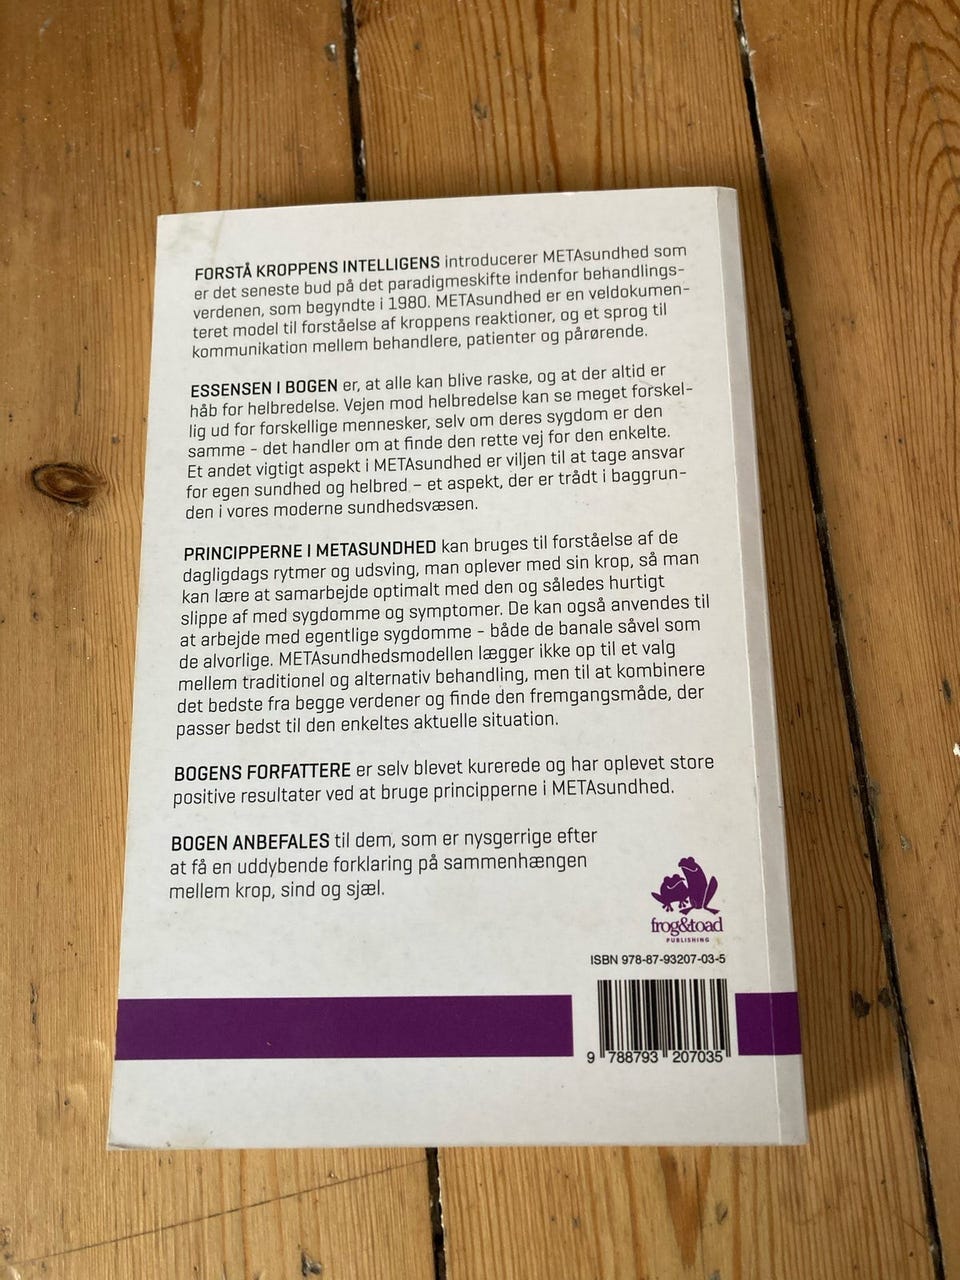 FORSTÅ KROPPENS INTELLIGENS introducerer METAsundhed som
er det seneste bud på det paradigmeskifte indenfor behandlings-
verdenen, som begyndte i 1980. METAsundhed er en veldokumen-
teret model til forståelse af kroppens reaktioner, og et sprog til
kommunikation mellem behandlere, patienter og pårørende.
ESSENSEN I BOGEN er, at alle kan blive raske, og at der altid er
håb for helbredelse. Vejen mod helbredelse kan se meget forskel-
lig ud for forskellige mennesker, selv om deres sygdom er den
samme - det handler om at finde den rette vej for den enkelte.
Et andet vigtigt aspekt i METAsundhed er viljen til at tage ansvar
for egen sundhed og helbred – et aspekt, der er trådt i baggrun-
den i vores moderne sundhedsvæsen.
PRINCIPPERNE I METASUNDHED kan bruges til forståelse af de
dagligdags rytmer og udsving, man oplever med sin krop, så man
kan lære at samarbejde optimalt med den og således hurtigt
slippe af med sygdomme og symptomer. De kan også anvendes til
at arbejde med egentlige sygdomme - både de banale såvel som
de alvorlige. METAsundhedsmodellen lægger ikke op til et valg
mellem traditionel og alternativ behandling, men til at kombinere
det bedste fra begge verdener og finde den fremgangsmåde, der
passer bedst til den enkeltes aktuelle situation.
BOGENS FORFATTERE er selv blevet kurerede og har oplevet store
positive resultater ved at bruge principperne i METAsundhed.
BOGEN ANBEFALES til dem, som er nysgerrige efter
at få en uddybende forklaring på sammenhængen
mellem krop, sind og sjæl.
frog&toad
PUBLISHING
ISBN 978-87-93207-03-5
9 788793 207035